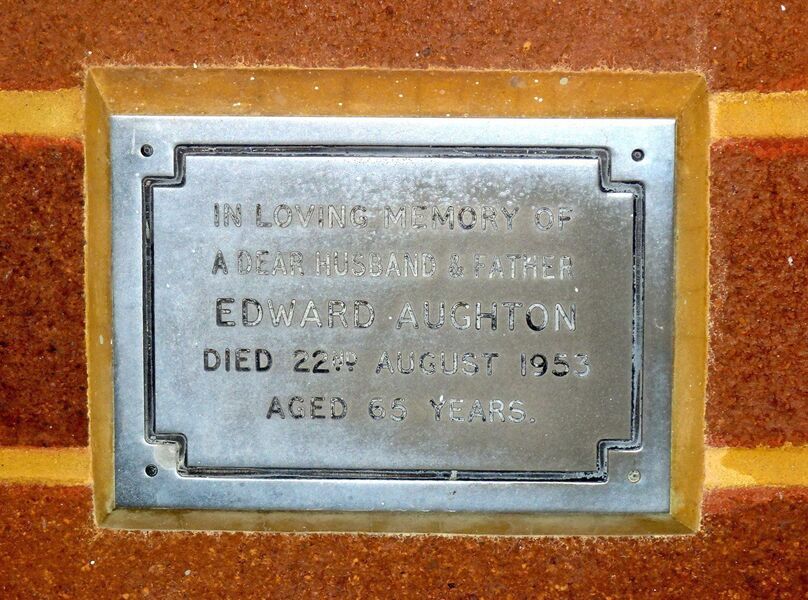 IN LOVING MEMORY OF
A DEAR HUSBAND & FATHER
EDWARD AUGHTON
DIED 22ND AUGUST 1953
AGED 65 YEARS.